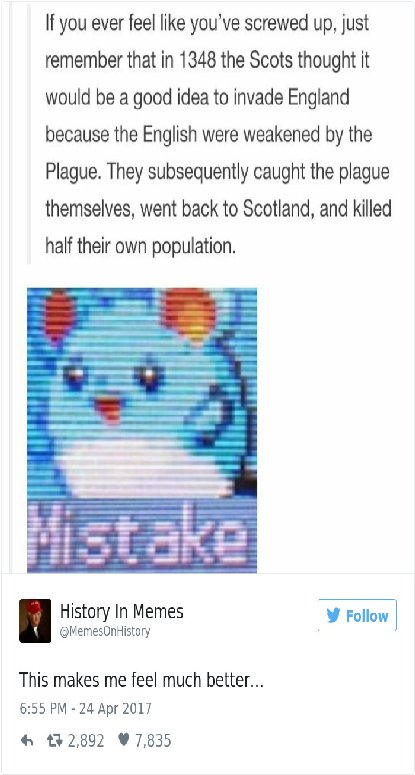 If you ever feel like you've screwed up, just
remember that in 1348 the Scots thought it
would be a good idea to invade England
because the English were weakened by the
Plague. They subsequently caught the plague
themselves, went back to Scotland, and killed
half their own population.
Mistake
History In Memes
@MemesOnHistory
Follow
This makes me feel much better...
6:55 PM - 24 Apr 2017
2,892 7,835